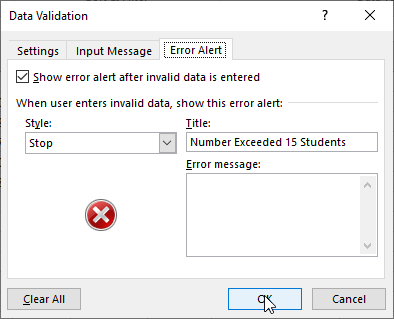 Data Validation
? ×
Settings Input Message Error Alert
Show error alert after invalid data is entered
When user enters invalid data, show this error alert:
Style: Title:
Stop Number Exceeded 15 Students
Error message:
Clear All OK Cancel